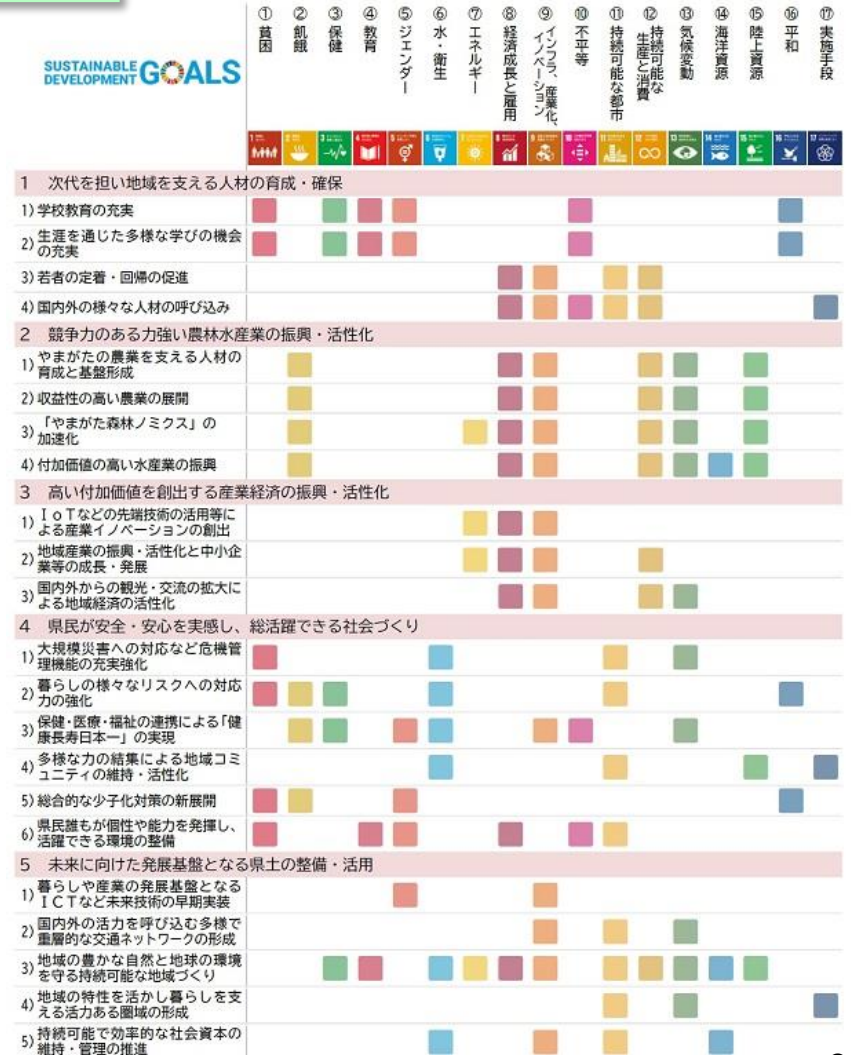 SUSTAINABLE DEVELOPMENT GOALS
① 貧困
② 飢餓
③ 保健
④ 教育
⑤ ジェンダー
⑥ 水・衛生
⑦ エネルギー
⑧ 経済成長と雇用
⑨ インフラ、産業化、イノベーション
⑩ 不平等
⑪ 持続可能な都市
⑫ 持続可能な生産と消費
⑬ 気候変動
⑭ 海洋資源
⑮ 陸上資源
⑯ 平和
⑰ 実施手段
1 2 3 4 5 6 7 8 9 10 11 12 13 14 15 16 17
1 次代を担い地域を支える人材の育成・確保
1) 学校教育の充実
2) 生涯を通じた多様な学びの機会
の充実
3) 若者の定着・回帰の促進
4) 国内外の様々な人材の呼び込み
2 競争力のある力強い農林水産業の振興・活性化
1) やまがたの農業を支える人材の
育成と基盤形成
2) 収益性の高い農業の展開
3) 「やまがた森林ノミクス」の
加速化
4) 付加価値の高い水産業の振興
3 高い付加価値を創出する産業経済の振興・活性化
1) IoTなどの先端技術の活用等に
よる産業イノベーションの創出
2) 地域産業の振興・活性化と中小企
業等の成長・発展
3) 国内外からの観光・交流の拡大に
よる地域経済の活性化
4 県民が安全・安心を実感し、総活躍できる社会づくり
1) 大規模災害への対応など危機管
理機能の充実強化
2) 暮らしの様々なリスクへの対応
力の強化
3) 保健・医療・福祉の連携による「健
康長寿日本一」の実現
4) 多様な力の結集による地域コミ
ュニティの維持・活性化
5) 総合的な少子化対策の新展開
6) 県民誰もが個性や能力を発揮し、
活躍できる環境の整備
5 未来に向けた発展基盤となる県土の整備・活用
1) 暮らしや産業の発展基盤となる
ICTなど未来技術の早期実装
2) 国内外の活力を呼び込む多様で
重層的な交通ネットワークの形成
3) 地域の豊かな自然と地球の環境
を守る持続可能な地域づくり
4) 地域の特性を活かし暮らしを支
える活力ある圏域の形成
5) 持続可能で効率的な社会資本の
維持・管理の推進